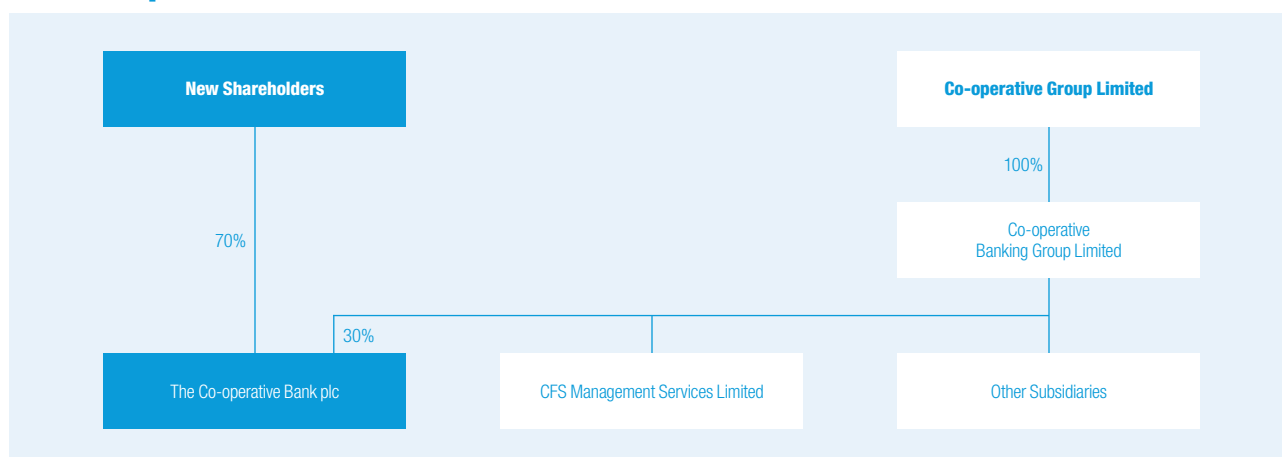 New Shareholders
Co-operative Group Limited
100%
70%
Co-operative
Banking Group Limited
30%
The Co-operative Bank plc
CFS Management Services Limited
Other Subsidiaries